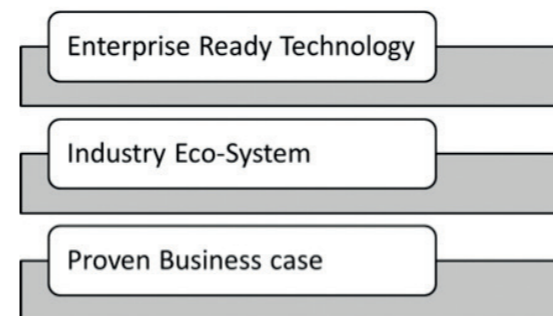 Enterprise Ready Technology
Industry Eco-System
Proven Business case